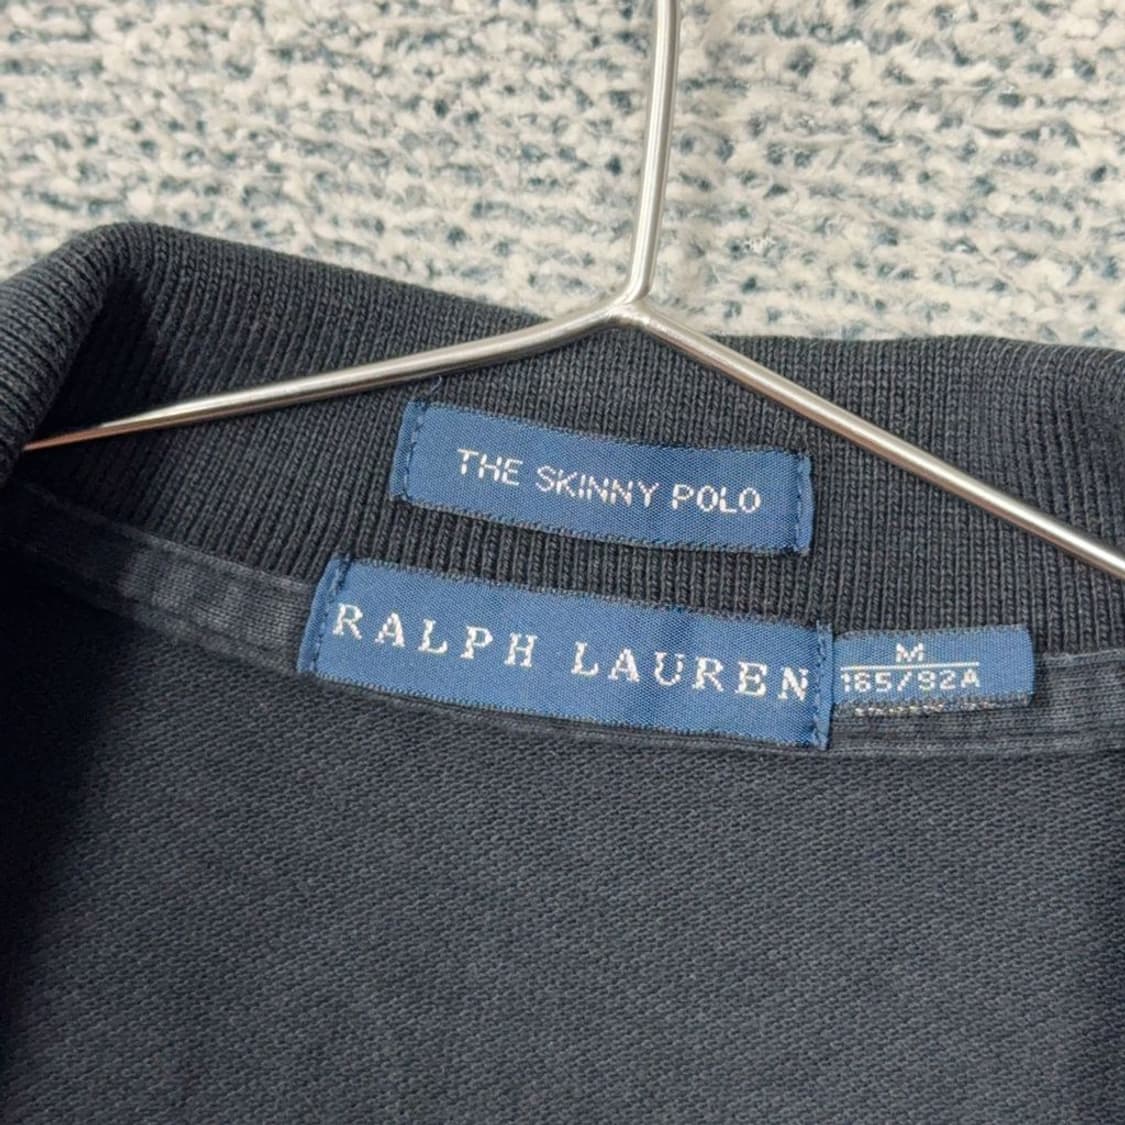 THE SKINNY POLO
RALPH LAUREN
M
165/92A